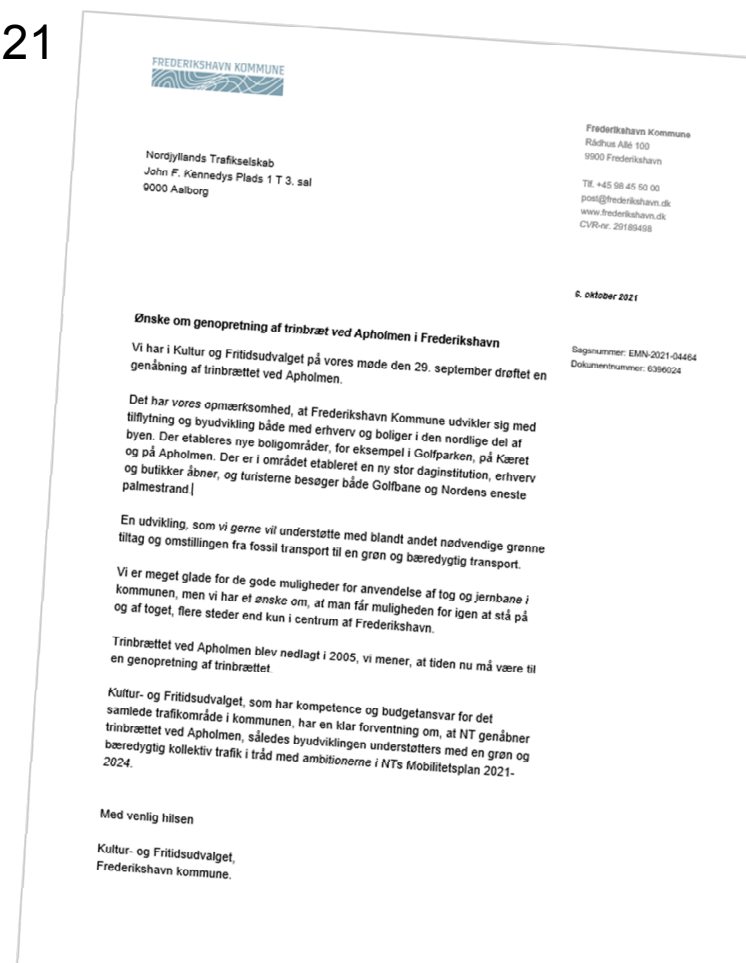 21
FREDERIKSHAVN KOMMUNE
Frederikshavn Kommune
Rådhus Allé 100
9900 Frederikshavn
Tlf. +45 98 45 50 00
post@frederikshavn.dk
www.frederikshavn.dk
CVR-nr. 29189498
Nordjyllands Trafikselskab
John F. Kennedys Plads 1 T 3. sal
9000 Aalborg
6. oktober 2021
Sagsnummer: EMN-2021-04464
Dokumentnummer: 6396024
Ønske om genopretning af trinbræt ved Apholmen i Frederikshavn
Vi har i Kultur og Fritidsudvalget på vores møde den 29. september drøftet en
genåbning af trinbrættet ved Apholmen.
Det har vores opmærksomhed, at Frederikshavn Kommune udvikler sig med
tilflytning og byudvikling både med erhverv og boliger i den nordlige del af
byen. Der etableres nye boligområder, for eksempel i Golfparken, på Kæret
og på Apholmen. Der er i området etableret en ny stor daginstitution, erhverv
og butikker åbner, og turisterne besøger både Golfbane og Nordens eneste
palmestrand.
En udvikling, som vi gerne vil understøtte med blandt andet nødvendige grønne
tiltag og omstillingen fra fossil transport til en grøn og bæredygtig transport.
Vi er meget glade for de gode muligheder for anvendelse af tog og jernbane i
kommunen, men vi har et ønske om, at man får muligheden for igen at stå på
og af toget, flere steder end kun i centrum af Frederikshavn.
Trinbrættet ved Apholmen blev nedlagt i 2005, vi mener, at tiden nu må være til
en genopretning af trinbrættet.
Kultur- og Fritidsudvalget, som har kompetence og budgetansvar for det
samlede trafikområde i kommunen, har en klar forventning om, at NT genåbner
trinbrættet ved Apholmen, således byudviklingen understøtters med en grøn og
bæredygtig kollektiv trafik i tråd med ambitionerne i NTs Mobilitetsplan 2021-
2024.
Med venlig hilsen
Kultur- og Fritidsudvalget,
Frederikshavn kommune.